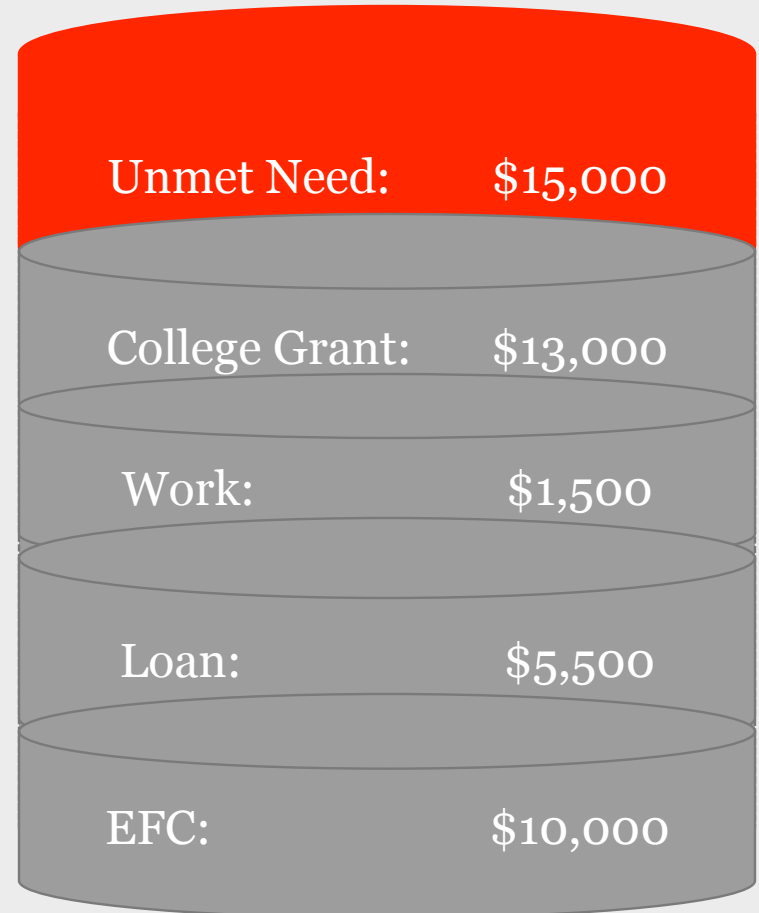 Unmet Need: $15,000
College Grant: $13,000
Work: $1,500
Loan: $5,500
EFC: $10,000